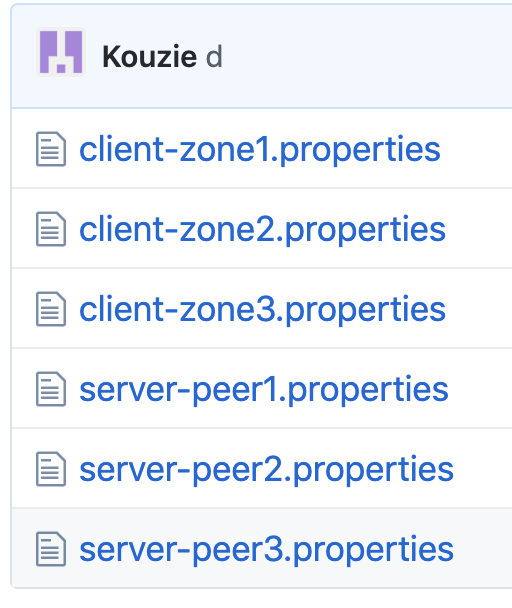 Kouzie d
client-zone1.properties
client-zone2.properties
client-zone3.properties
server-peer1.properties
server-peer2.properties
server-peer3.properties